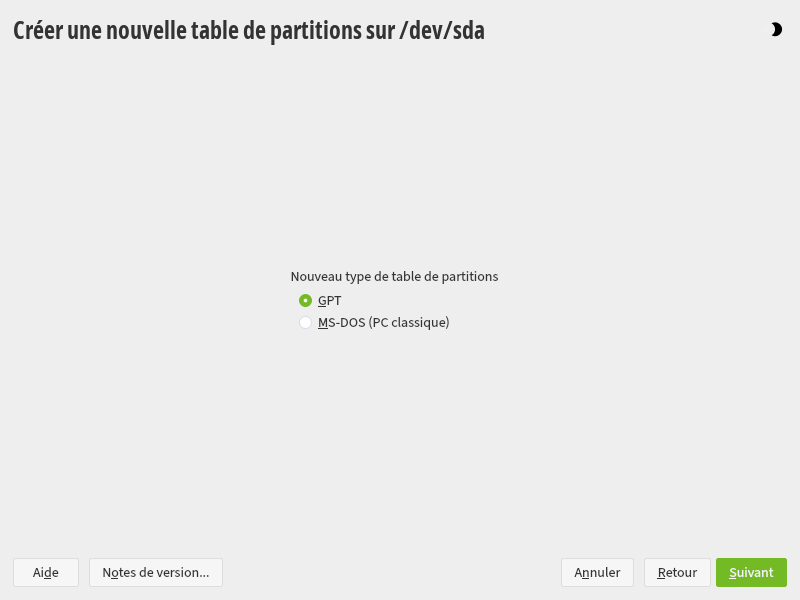 Créer une nouvelle table de partitions sur /dev/sda
Nouveau type de table de partitions
GPT
MS-DOS (PC classique)
Aide
Notes de version...
Annuler
Retour
Suivant